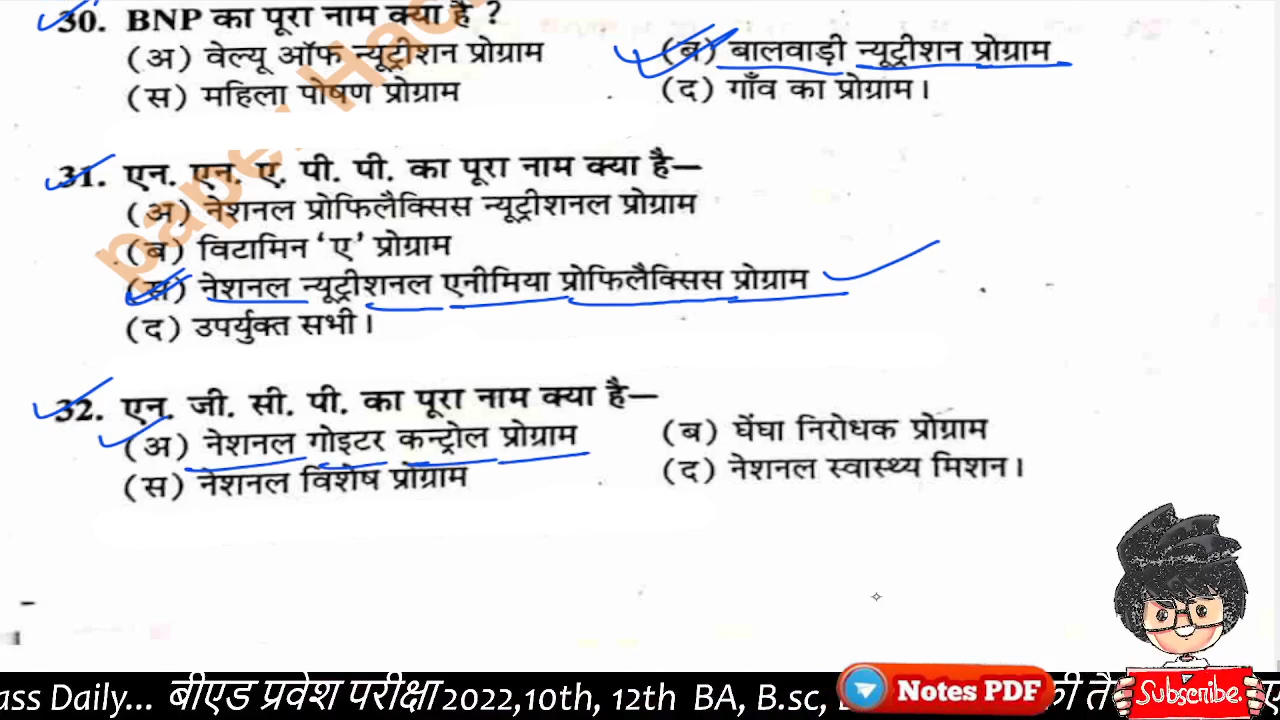 30. BNP का पूरा नाम क्या है ?
(अ) वेल्यू ऑफ न्यूट्रीशन प्रोग्राम (ब) बालवाड़ी न्यूट्रीशन प्रोग्राम
(स) महिला पोषण प्रोग्राम (द) गाँव का प्रोग्राम।
31. एन. एन. ए. पी. पी. का पूरा नाम क्या है—
(अ) नेशनल प्रोफिलैक्सिस न्यूट्रीशनल प्रोग्राम
(ब) विटामिन ‘ए’ प्रोग्राम
(स) नेशनल न्यूट्रीशनल एनीमिया प्रोफिलैक्सिस प्रोग्राम
(द) उपर्युक्त सभी।
32. एन. जी. सी. पी. का पूरा नाम क्या है—
(अ) नेशनल गोइटर कन्ट्रोल प्रोग्राम (ब) घेंघा निरोधक प्रोग्राम
(स) नेशनल विशेष प्रोग्राम (द) नेशनल स्वास्थ्य मिशन।
ass Daily... बीएड प्रवेश परीक्षा 2022,10th, 12th BA, B.sc,
Notes PDF
Subscribe.